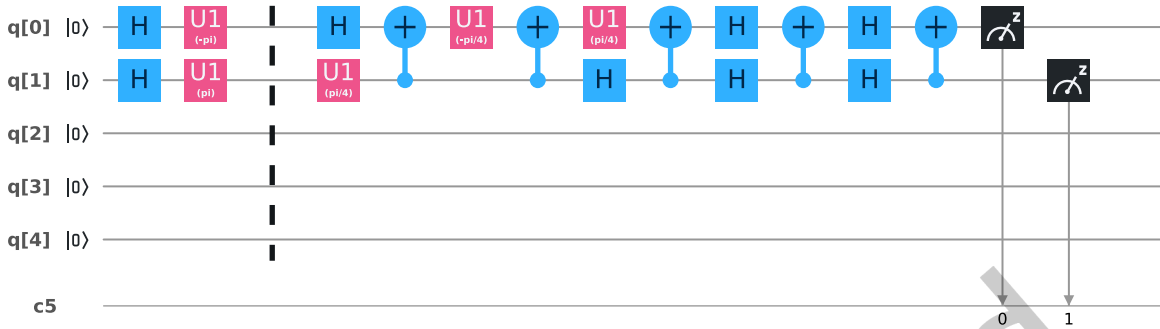 q[0] |0⟩ H U1 (-pi) H + U1 (-pi/4) + U1 (pi/4) + H + H + z
q[1] |0⟩ H U1 (pi) U1 (pi/4) H H H z
q[2] |0⟩
q[3] |0⟩
q[4] |0⟩
c5
0 1